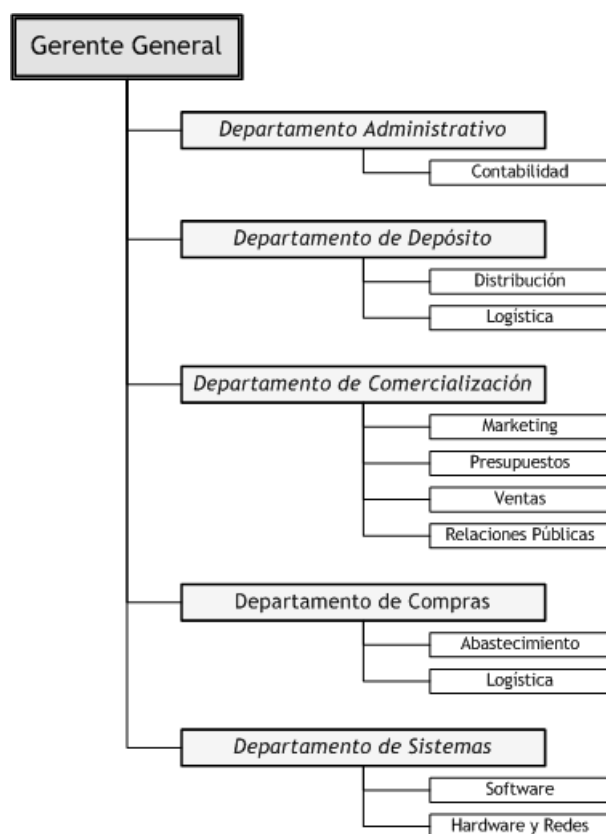 Gerente General
Departamento Administrativo
Contabilidad
Departamento de Depósito
Distribución
Logística
Departamento de Comercialización
Marketing
Presupuestos
Ventas
Relaciones Públicas
Departamento de Compras
Abastecimiento
Logística
Departamento de Sistemas
Software
Hardware y Redes